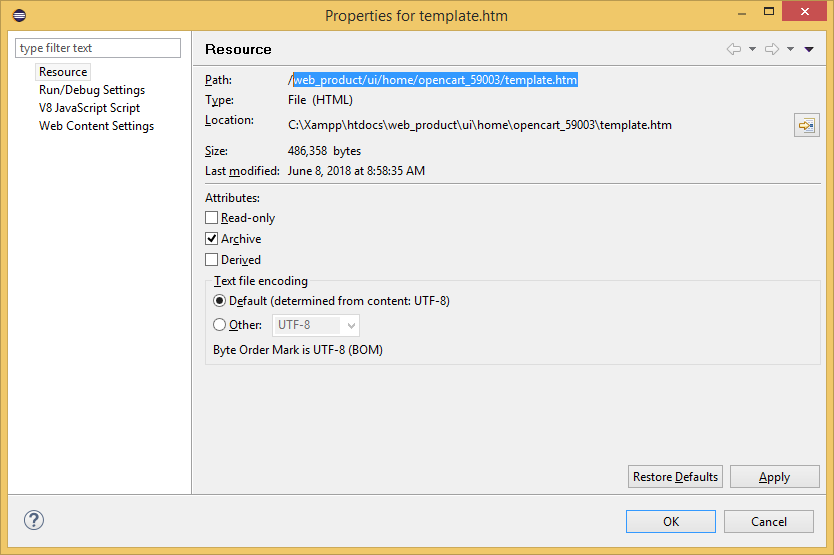 Properties for template.htm
type filter text
Resource
Run/Debug Settings
V8 JavaScript Script
Web Content Settings
Resource
Path: /web_product/ui/home/opencart_59003/template.htm
Type: File (HTML)
Location: C:\Xampp\htdocs\web_product\ui\home\opencart_59003\template.htm
Size: 486,358 bytes
Last modified: June 8, 2018 at 8:58:35 AM
Attributes:
Read-only
Archive
Derived
Text file encoding
Default (determined from content: UTF-8)
Other: UTF-8
Byte Order Mark is UTF-8 (BOM)
Restore Defaults Apply
? OK Cancel